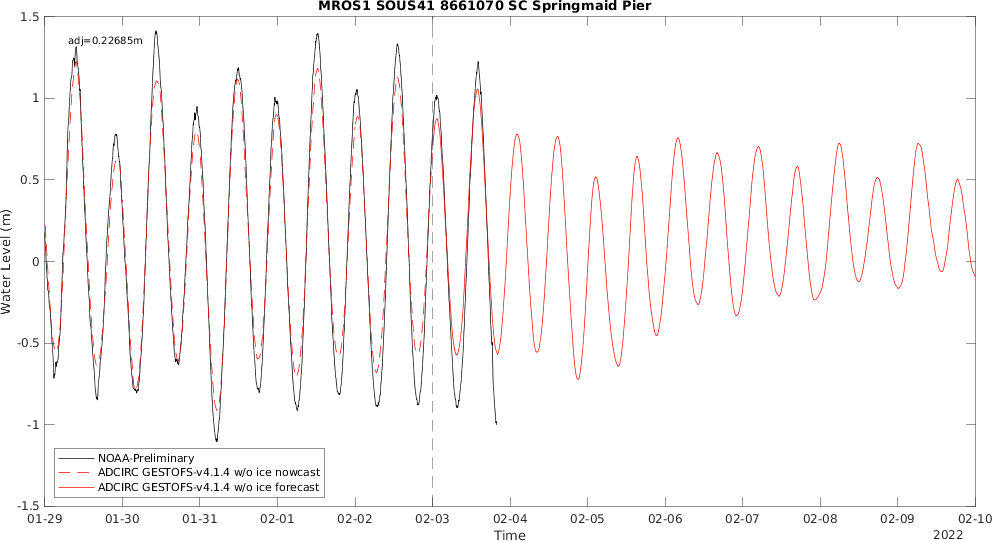 MROS1 SOUS41 8661070 SC Springmaid Pier
adj=0.22685m
1.5
1
0.5
0
-0.5
-1
-1.5
Water Level (m)
NOAA-Preliminary
ADCIRC GESTOFS-v4.1.4 w/o ice nowcast
ADCIRC GESTOFS-v4.1.4 w/o ice forecast
01-29 01-30 01-31 02-01 02-02 02-03 02-04 02-05 02-06 02-07 02-08 02-09 02-10
Time
2022